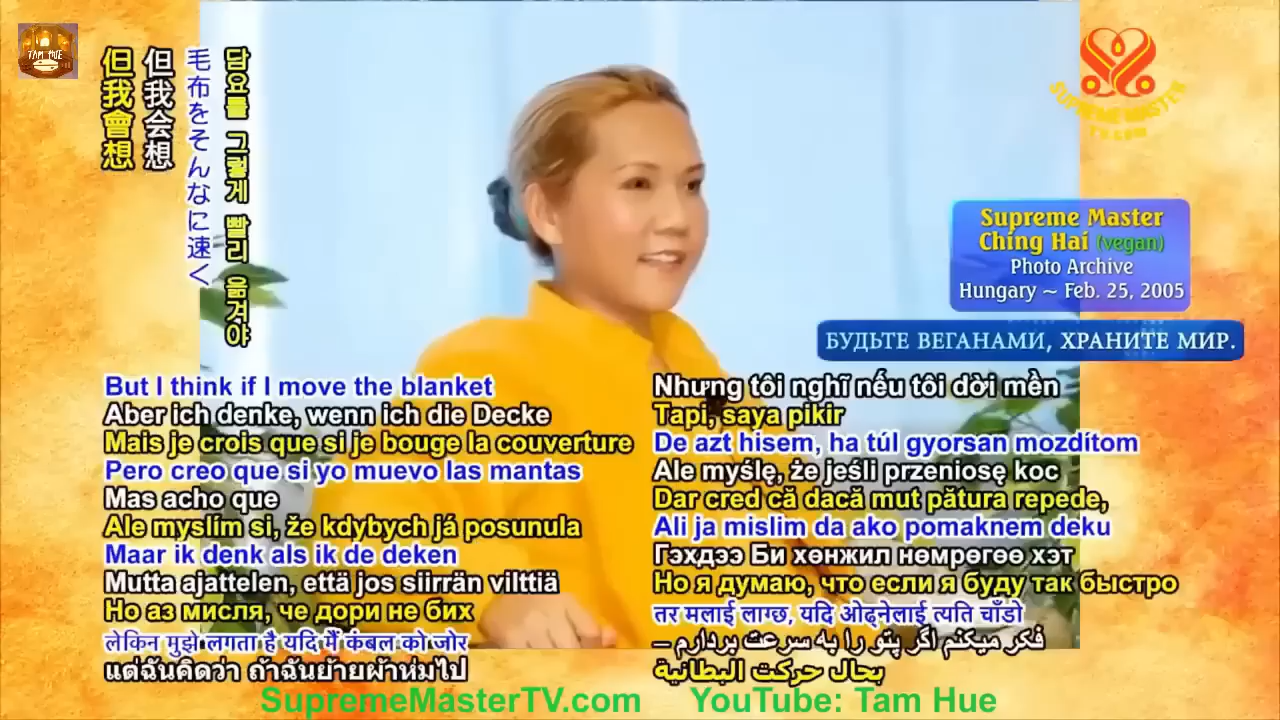 TAM HUE
但我會想
但我会想
毛布をそんなに速く
담요를 그렇게 빨리 옮겨야
SUPREME MASTER
TV.COM
Supreme Master
Ching Hai (vegan)
Photo Archive
Hungary ~ Feb. 25, 2005
БУДЬТЕ ВЕГАНАМИ, ХРАНИТЕ МИР.
But I think if I move the blanket
Aber ich denke, wenn ich die Decke
Mais je crois que si je bouge la couverture
Pero creo que si yo muevo las mantas
Mas acho que
Ale myslím si, že kdybych já posunula
Maar ik denk als ik de deken
Mutta ajattelen, että jos siirrän vilttiä
Но аз мисля, че дори не бих
लेकिन मुझे लगता है यदि मैं कंबल को जोर
แต่ฉันคิดว่า ถ้าฉันย้ายผ้าห่มไป
Nhưng tôi nghĩ nếu tôi dời mền
Tapi, saya pikir
De azt hisem, ha túl gyorsan mozdítom
Ale myślę, że jeśli przeniosę koc
Dar cred că dacă mut pătura repede,
Ali ja mislim da ako pomaknem deku
Гэхдээ Би хөнжил нөмрөгөө хэт
Но я думаю, что если я буду так быстро
तर मलाई लाग्छ, यदि ओढ्नेलाई त्यति चाँडो
فکر میکنم اگر پتو را به سرعت بردارم –
بحال حركت البطانية
SupremeMasterTV.com YouTube: Tam Hue